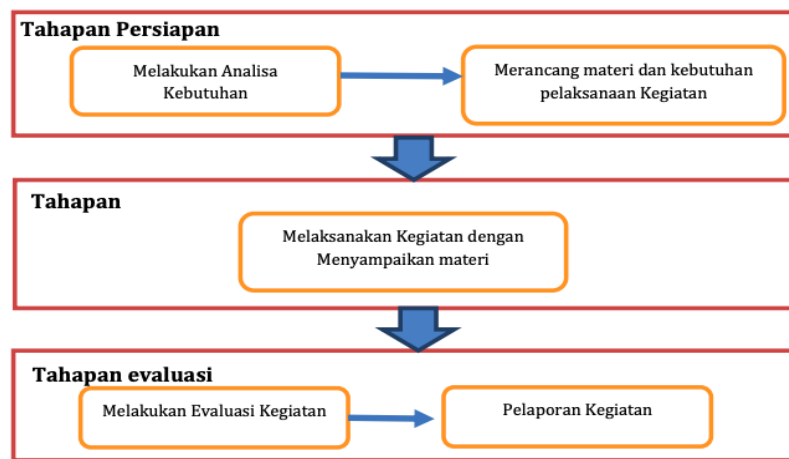 Tahapan Persiapan
Melakukan Analisa
Kebutuhan
Merancang materi dan kebutuhan
pelaksanaan Kegiatan
Tahapan
Melaksanakan Kegiatan dengan
Menyampaikan materi
Tahapan evaluasi
Melakukan Evaluasi Kegiatan
Pelaporan Kegiatan